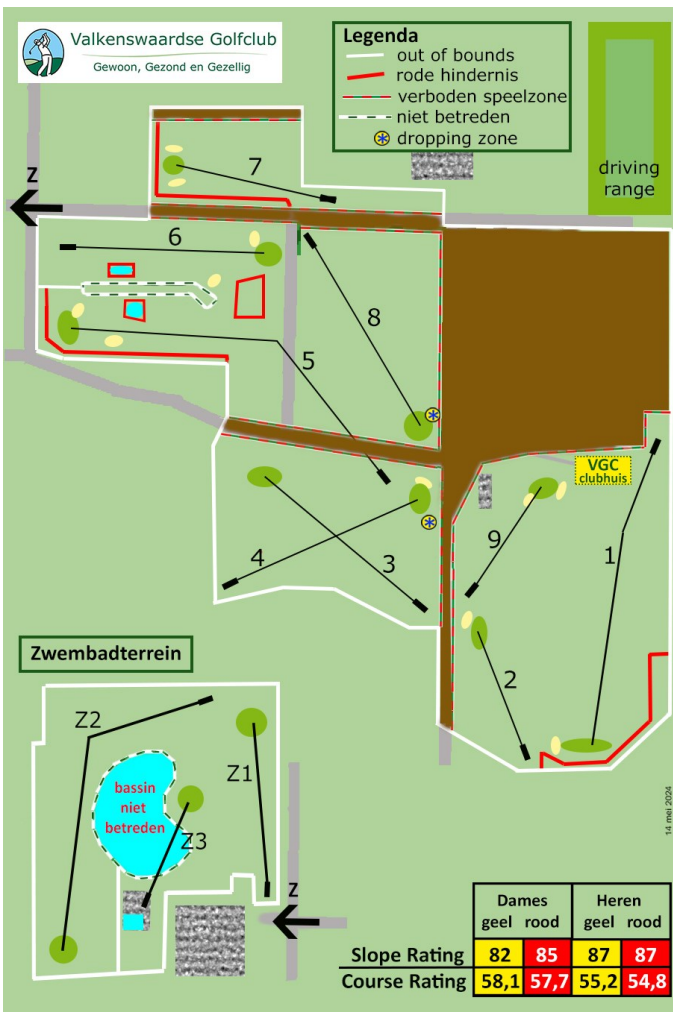 Valkenswaardse Golfclub
Gewoon, Gezond en Gezellig
Legenda
out of bounds
rode hindernis
verboden speelzone
niet betreden
dropping zone
driving
range
Z
7
6
8
5
VGC
clubhuis
1
9
4
3
2
Zwembadterrein
Z2
Z1
bassin
niet
betreden
Z3
Z
14 mei 2024
Dames Heren
geel rood geel rood
Slope Rating 82 85 87 87
Course Rating 58,1 57,7 55,2 54,8